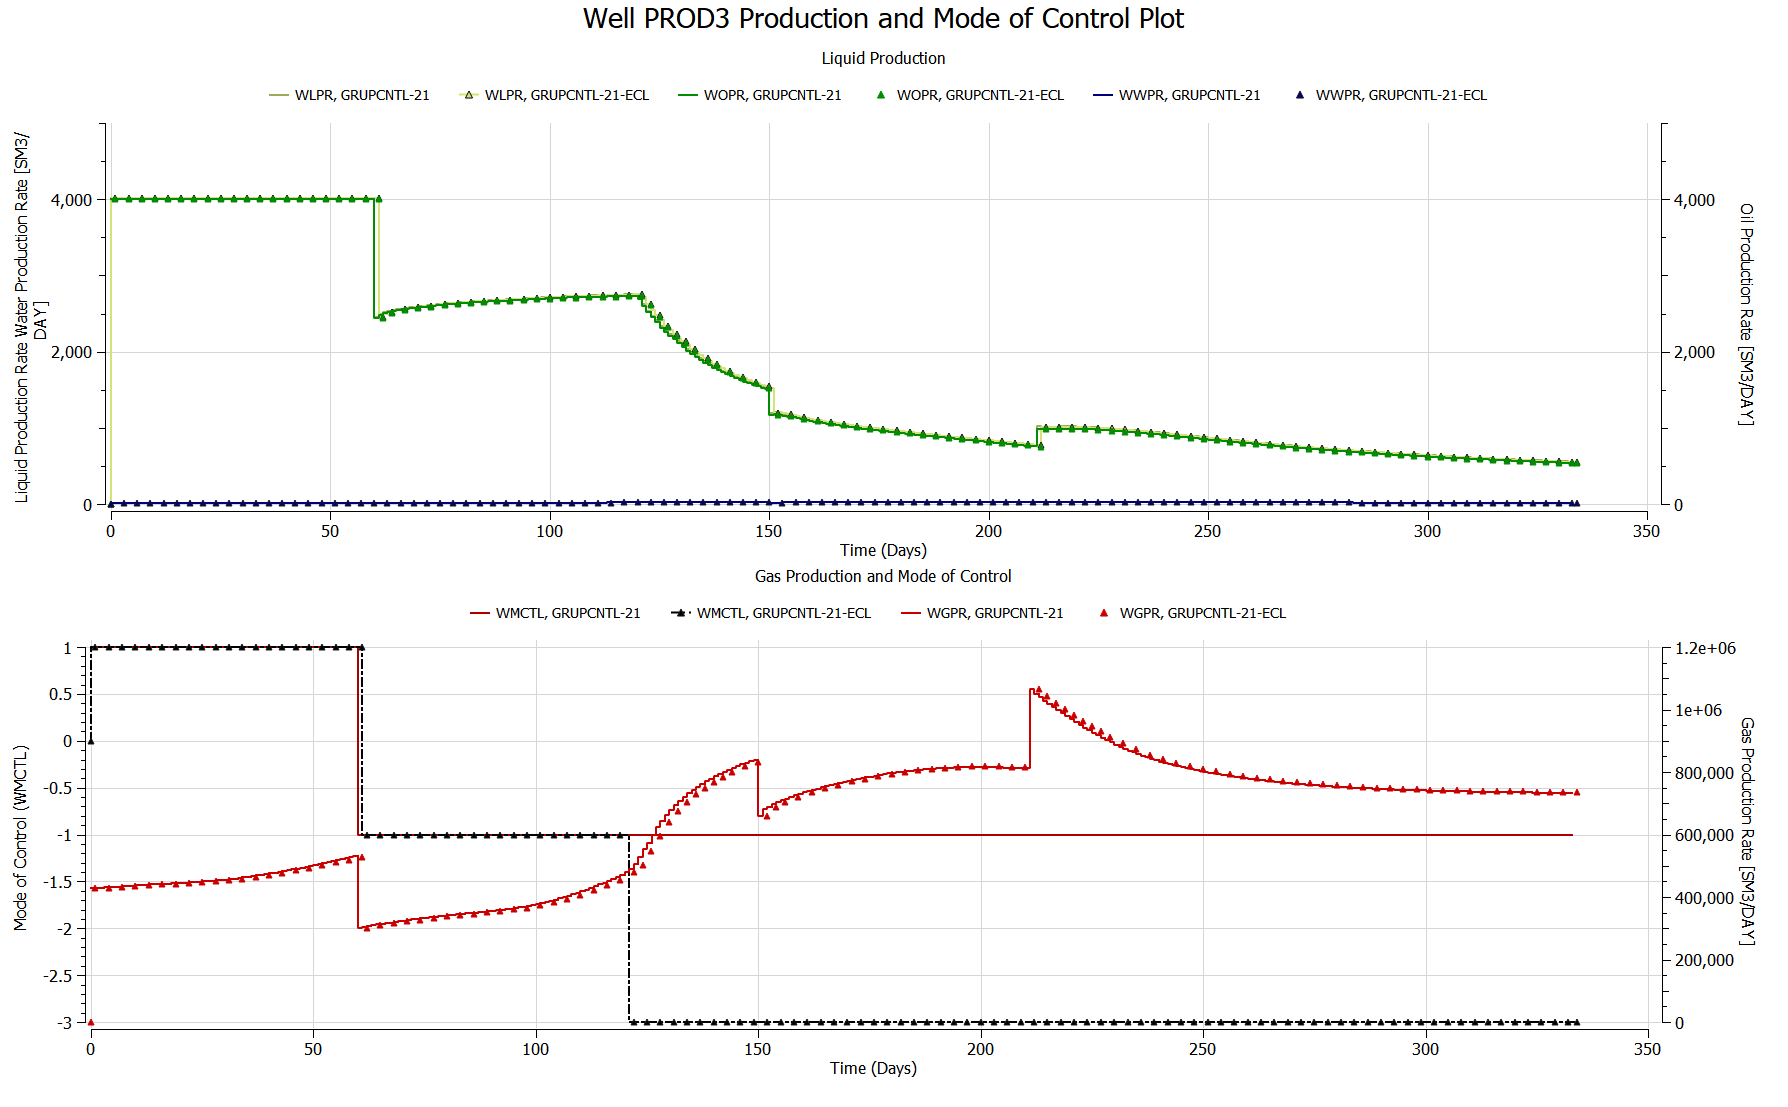 Well PROD3 Production and Mode of Control Plot
Liquid Production
WLPR, GRUPCNTL-21
WLPR, GRUPCNTL-21-ECL
WOPR, GRUPCNTL-21
WOPR, GRUPCNTL-21-ECL
WWPR, GRUPCNTL-21
WWPR, GRUPCNTL-21-ECL
Liquid Production Rate Water Production Rate [SM3/
DAY]
4,000
2,000
0
4,000
2,000
0
Oil Production Rate [SM3/DAY]
0
50
100
150
200
250
300
350
Time (Days)
Gas Production and Mode of Control
WMCTL, GRUPCNTL-21
WMCTL, GRUPCNTL-21-ECL
WGPR, GRUPCNTL-21
WGPR, GRUPCNTL-21-ECL
Mode of Control (WMCTL)
1
0.5
0
-0.5
-1
-1.5
-2
-2.5
-3
1.2e+06
1e+06
800,000
600,000
400,000
200,000
0
Gas Production Rate [SM3/DAY]
0
50
100
150
200
250
300
350
Time (Days)